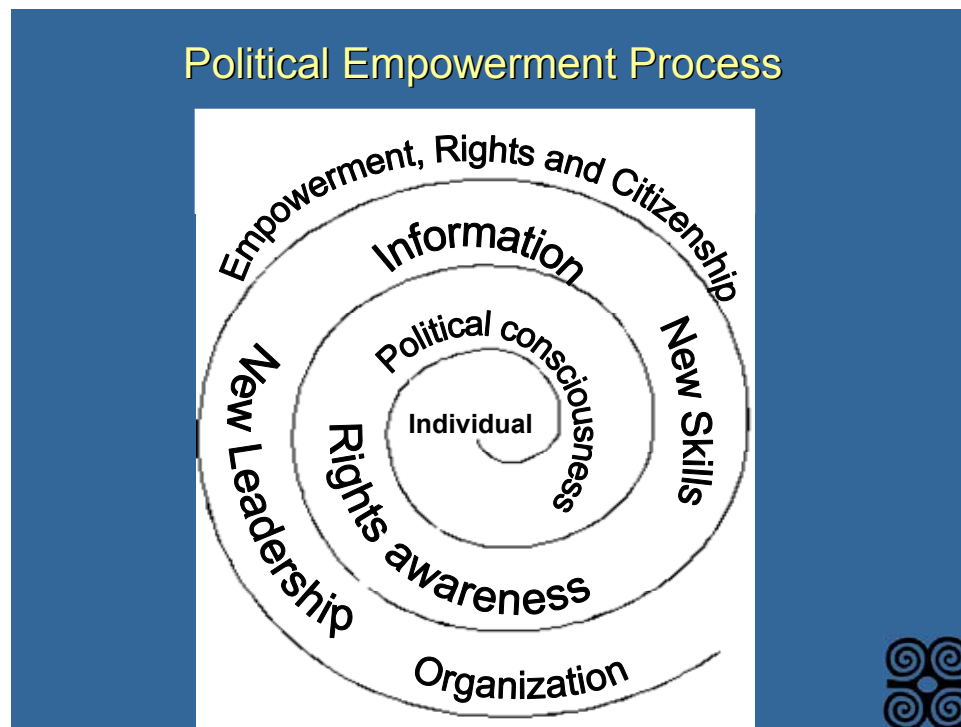 Political Empowerment Process
Empowerment, Rights and Citizenship
Information
Political consciousness
Individual
New Skills
New Leadership
Rights awareness
Organization